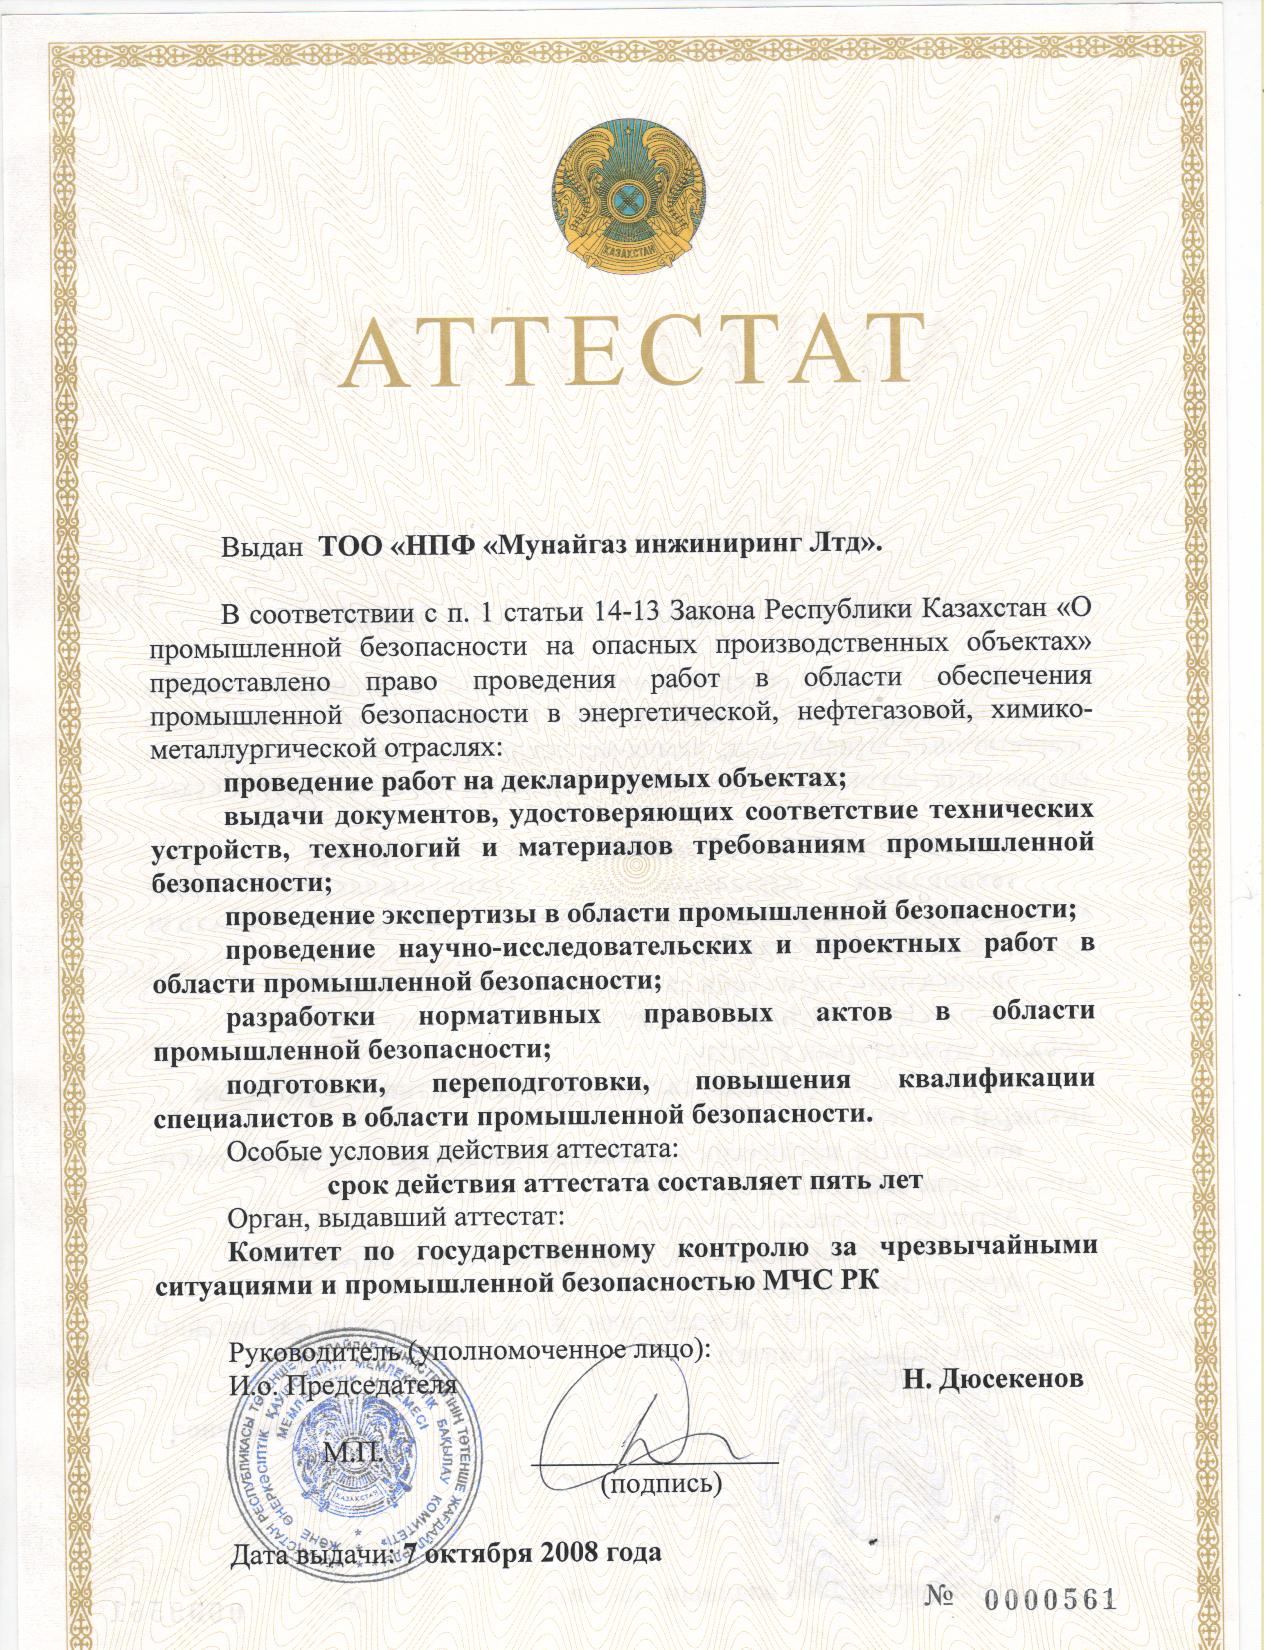 ҚАЗАҚСТАН
АТТЕСТАТ
Выдан ТОО «НПФ «Мунайгаз инжиниринг Лтд».
В соответствии с п. 1 статьи 14-13 Закона Республики Казахстан «О
промышленной безопасности на опасных производственных объектах»
предоставлено право проведения работ в области обеспечения
промышленной безопасности в энергетической, нефтегазовой, химико-
металлургической отраслях:
проведение работ на декларируемых объектах;
выдачи документов, удостоверяющих соответствие технических
устройств, технологий и материалов требованиям промышленной
безопасности;
проведение экспертизы в области промышленной безопасности;
проведение научно-исследовательских и проектных работ в
области промышленной безопасности;
разработки нормативных правовых актов в области
промышленной безопасности;
подготовки, переподготовки, повышения квалификации
специалистов в области промышленной безопасности.
Особые условия действия аттестата:
срок действия аттестата составляет пять лет
Орган, выдавший аттестат:
Комитет по государственному контролю за чрезвычайными
ситуациями и промышленной безопасностью МЧС РК
Руководитель (уполномоченное лицо):
И.о. Председателя
Н. Дюсекенов
М.П.
(подпись)
Дата выдачи: 7 октября 2008 года
№ 0000561